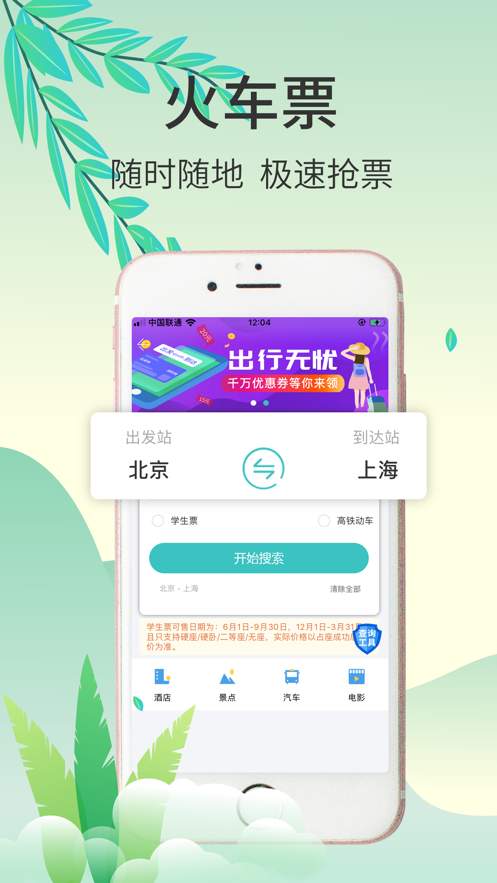 火车票
随时随地 极速抢票
中国联通 12:04
20元
出行无忧
千万优惠券等你来领
15元
出发站 到达站
北京 上海
学生票 高铁动车
开始搜索
北京 - 上海 清除全部
学生票可售日期为：6月1日-9月30日，12月1日-3月31
且只支持硬座/硬卧/二等座/无座，实际价格以占座成功
价为准。
查询
工具
酒店 景点 汽车 电影